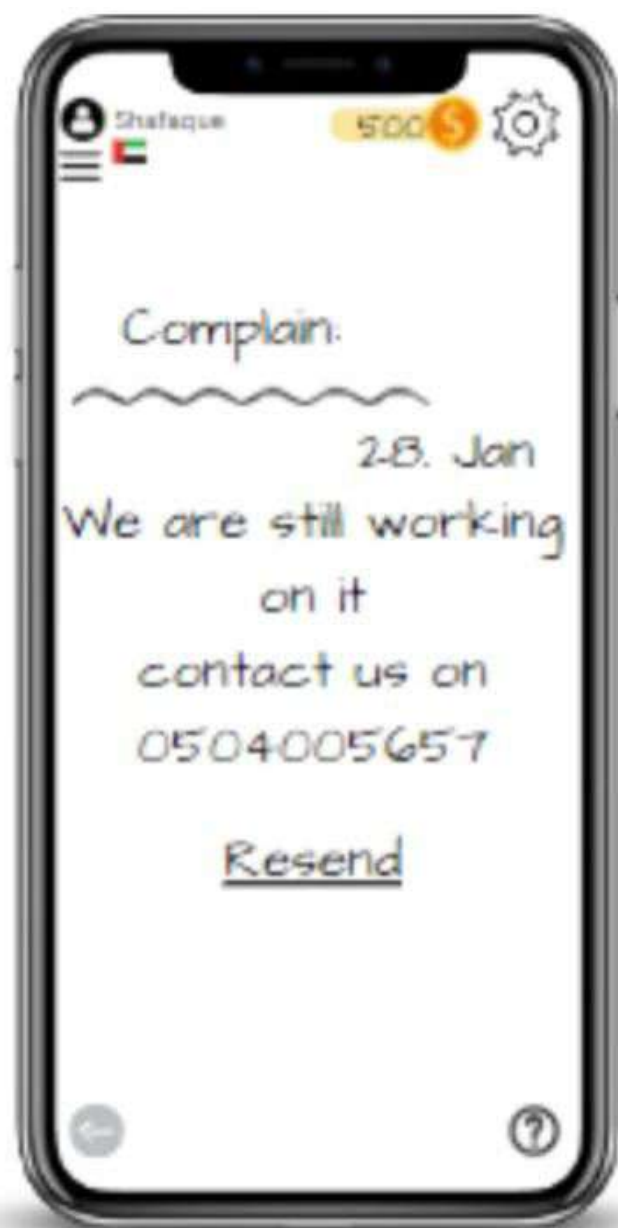 Shafaque
500 $
Complain:
28. Jan
We are still working
on it
contact us on
0504005657
Resend
?